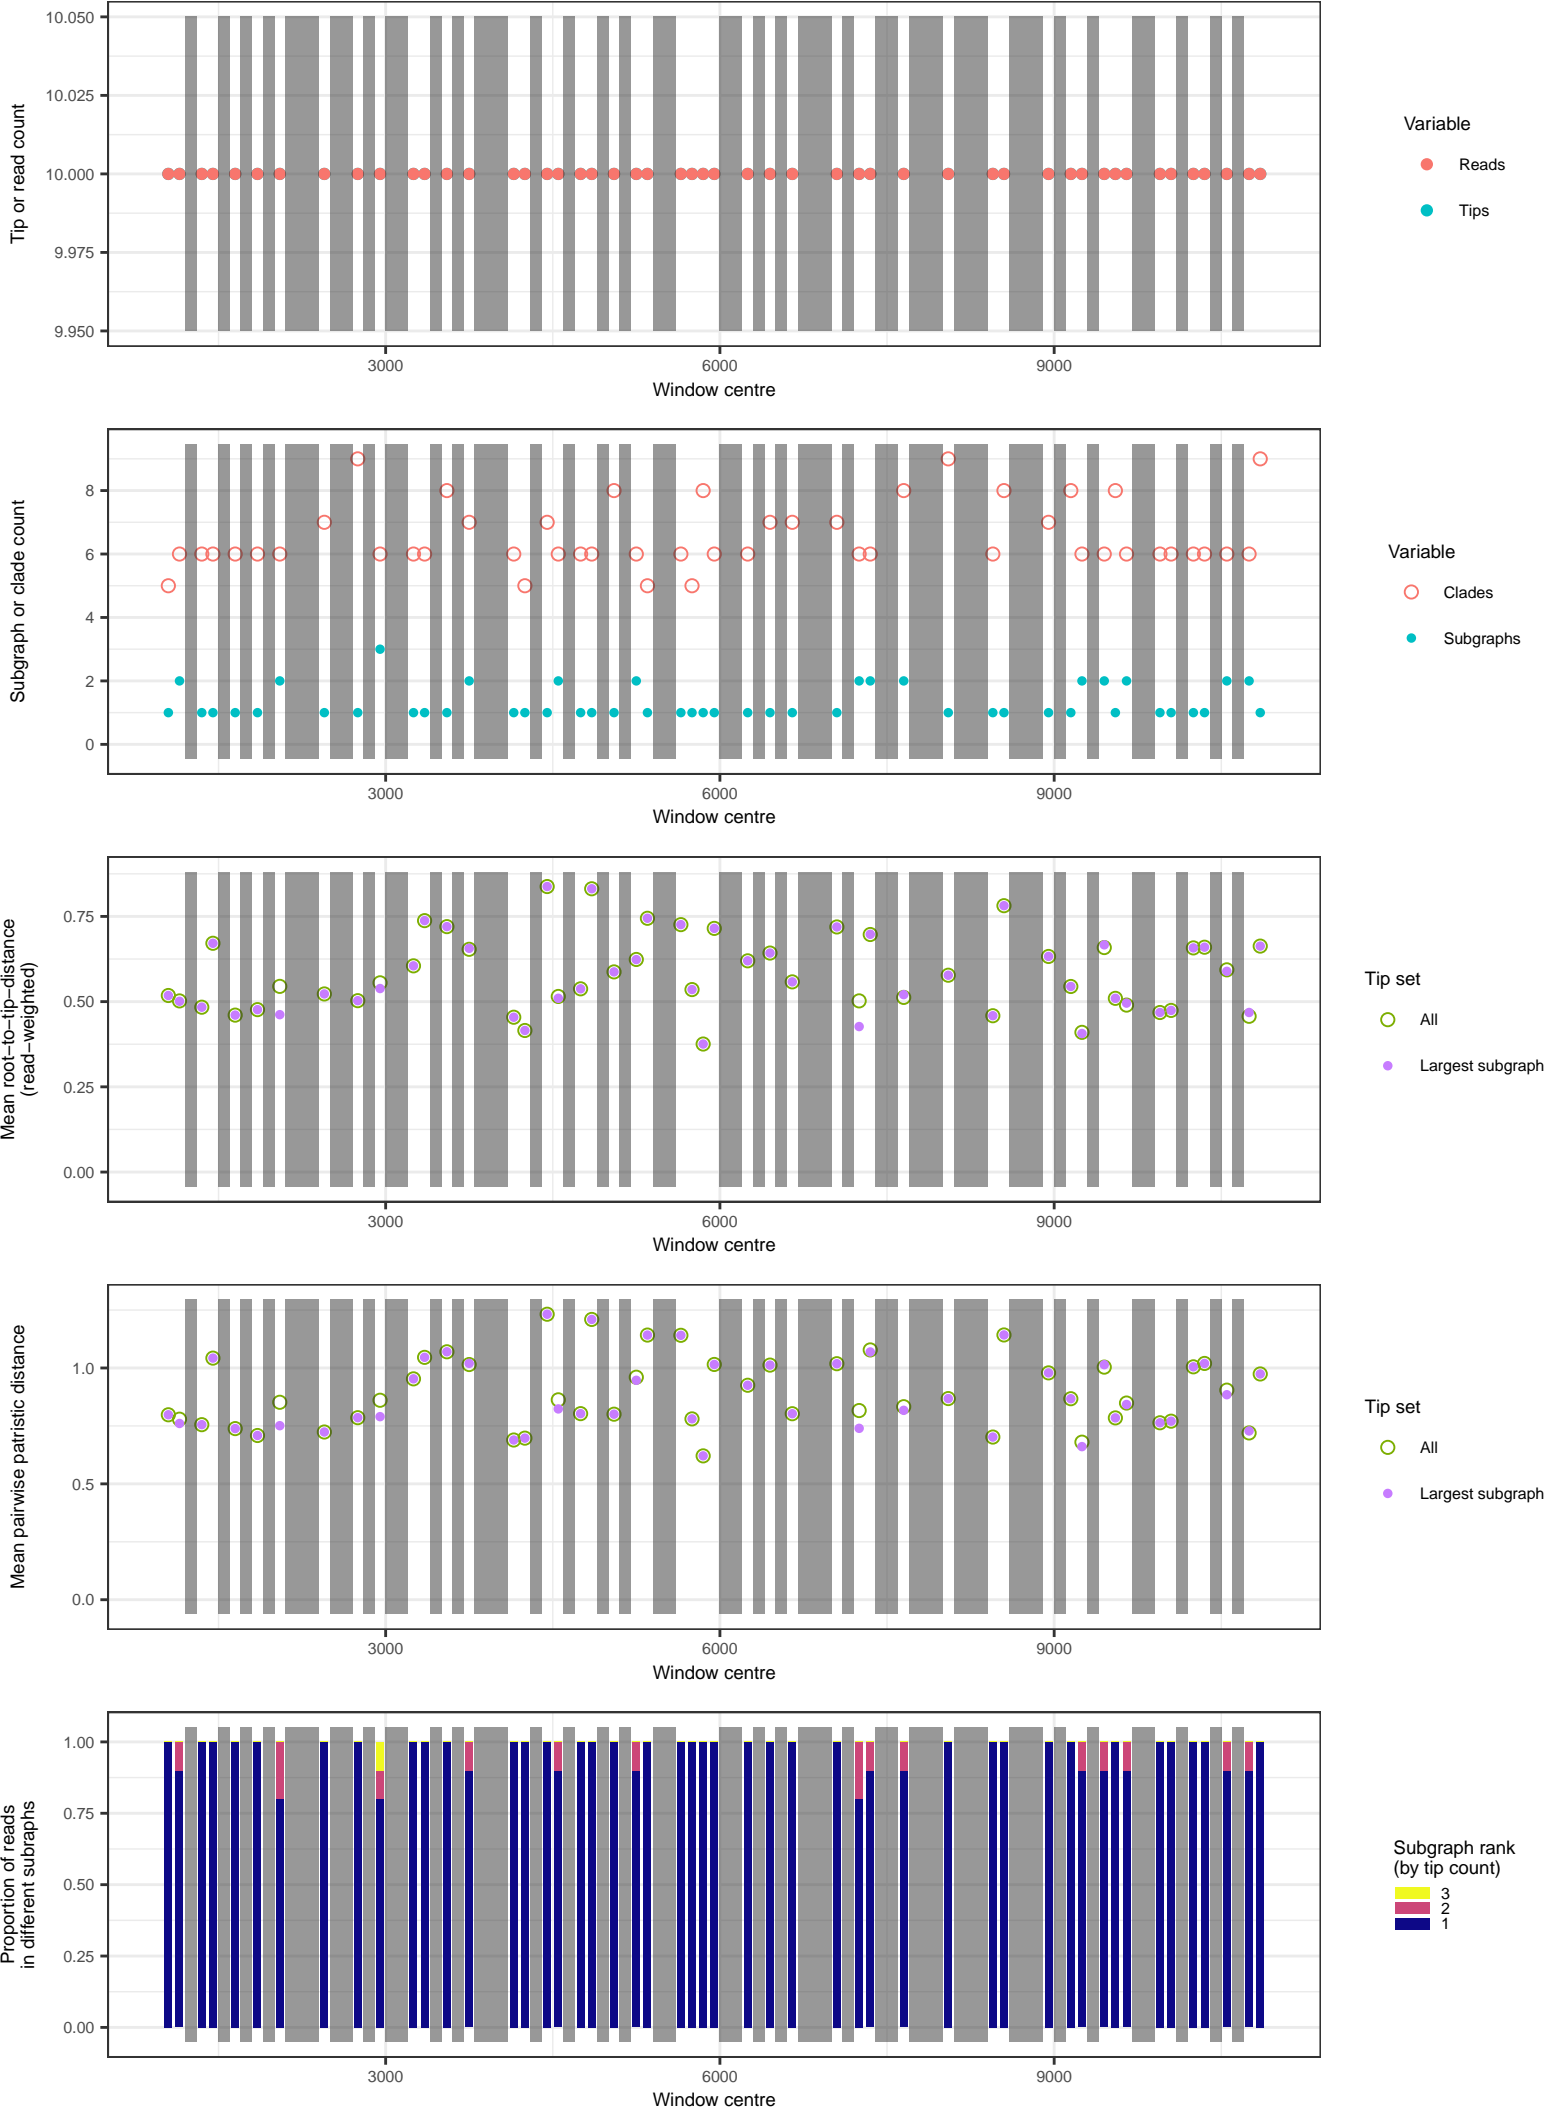 10.050
10.025
10.000
9.975
9.950
Tip or read count
3000
6000
9000
Window centre
Variable
Reads
Tips
8
6
4
2
0
Subgraph or clade count
3000
6000
9000
Window centre
Variable
Clades
Subgraphs
0.75
0.50
0.25
0.00
Mean root−to−tip−distance
(read−weighted)
3000
6000
9000
Window centre
Tip set
All
Largest subgraph
1.0
0.5
0.0
Mean pairwise patristic distance
3000
6000
9000
Window centre
Tip set
All
Largest subgraph
1.00
0.75
0.50
0.25
0.00
Proportion of reads
in different subraphs
3000
6000
9000
Window centre
Subgraph rank
(by tip count)
3
2
1